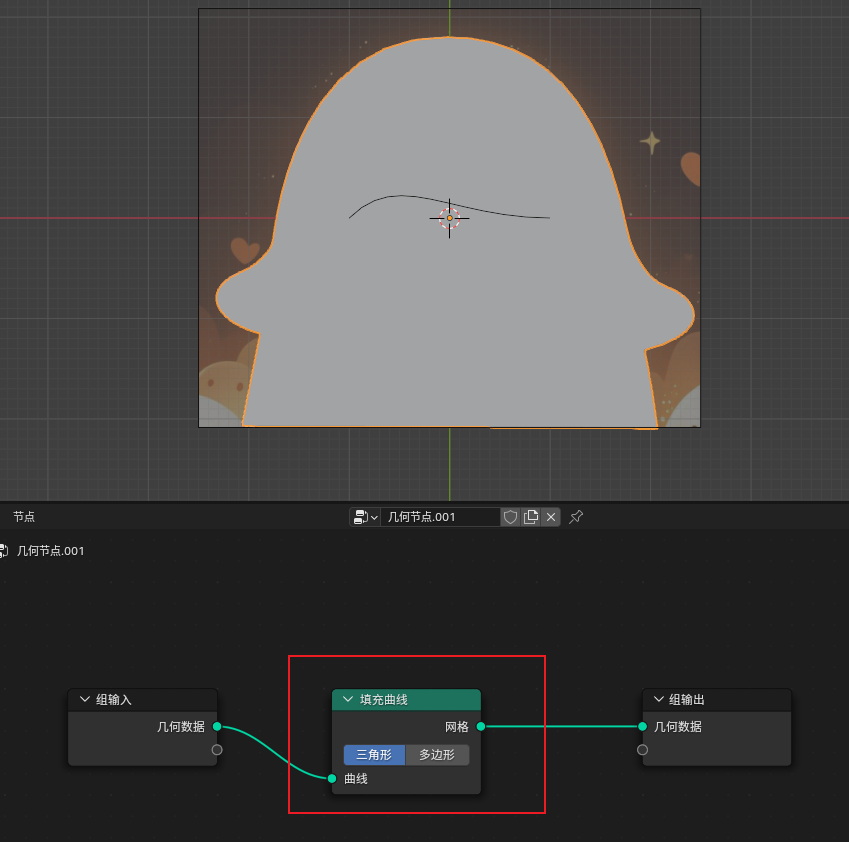 节点
几何节点.001
几何节点.001
组输入
几何数据
填充曲线
网格
三角形 多边形
曲线
组输出
几何数据